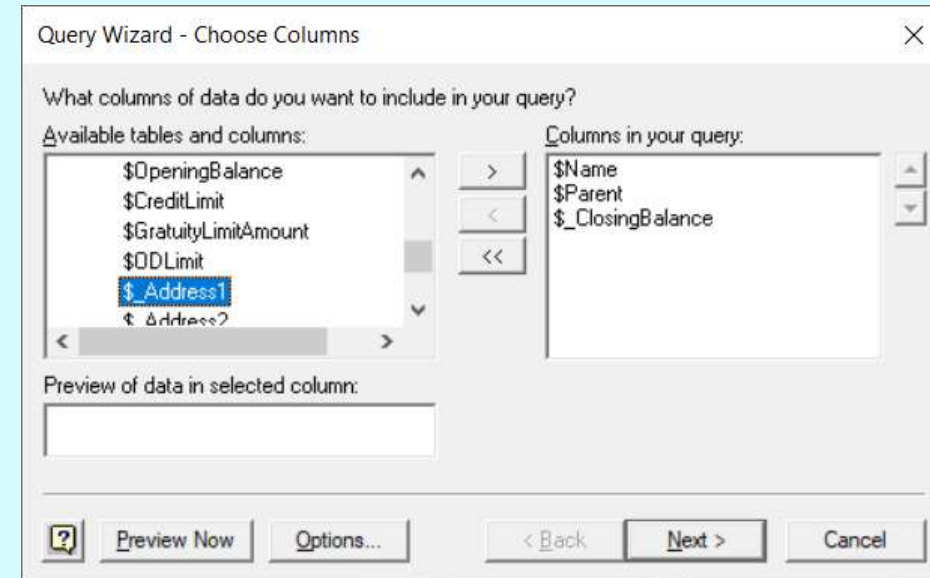 Query Wizard - Choose Columns
What columns of data do you want to include in your query?
Available tables and columns:
$OpeningBalance
$CreditLimit
$GratuityLimitAmount
$ODLimit
$_Address1
$_Address2
>
<
<<
Columns in your query:
$Name
$Parent
$_ClosingBalance
Preview of data in selected column:
? Preview Now Options... < Back Next > Cancel